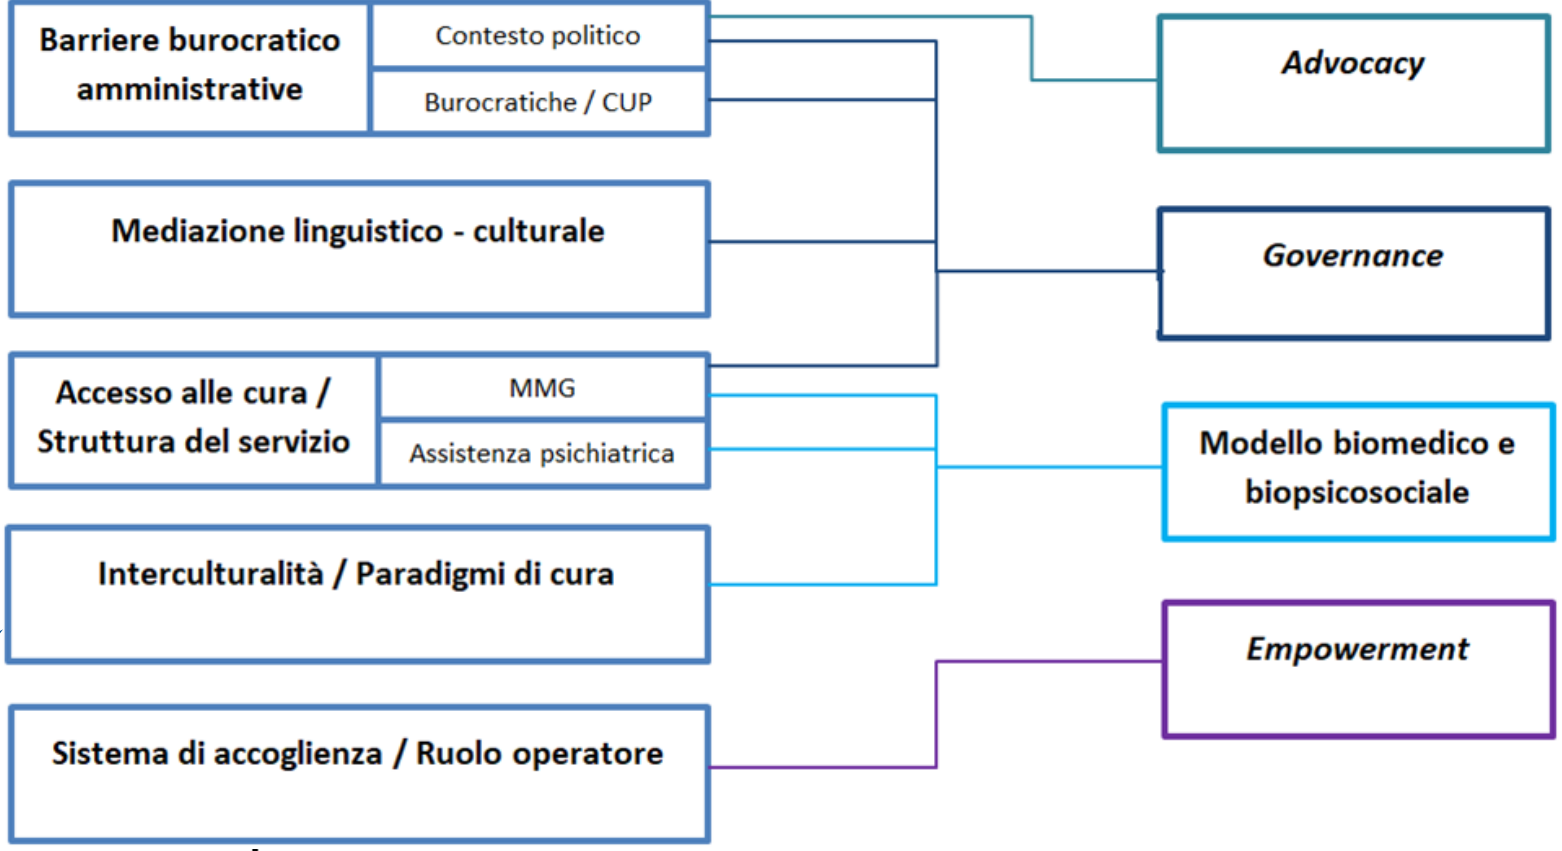 Barriere burocratico
amministrative
Contesto politico
Burocratiche / CUP
Mediazione linguistico - culturale
Accesso alle cura /
Struttura del servizio
MMG
Assistenza psichiatrica
Interculturalità / Paradigmi di cura
Sistema di accoglienza / Ruolo operatore
Advocacy
Governance
Modello biomedico e
biopsicosociale
Empowerment